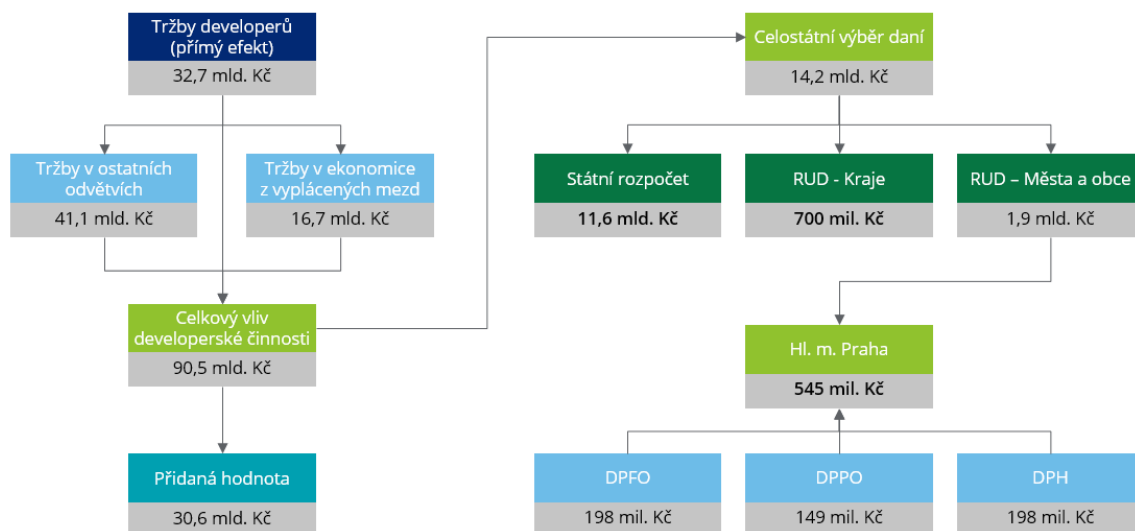 Tržby developerů
(přímý efekt)
32,7 mld. Kč
Tržby v ostatních
odvětvích
41,1 mld. Kč
Tržby v ekonomice
z vyplácených mezd
16,7 mld. Kč
Celkový vliv
developerské činnosti
90,5 mld. Kč
Přidaná hodnota
30,6 mld. Kč
Celostátní výběr daní
14,2 mld. Kč
Státní rozpočet
11,6 mld. Kč
RUD - Kraje
700 mil. Kč
RUD – Města a obce
1,9 mld. Kč
Hl. m. Praha
545 mil. Kč
DPFO
198 mil. Kč
DPPO
149 mil. Kč
DPH
198 mil. Kč